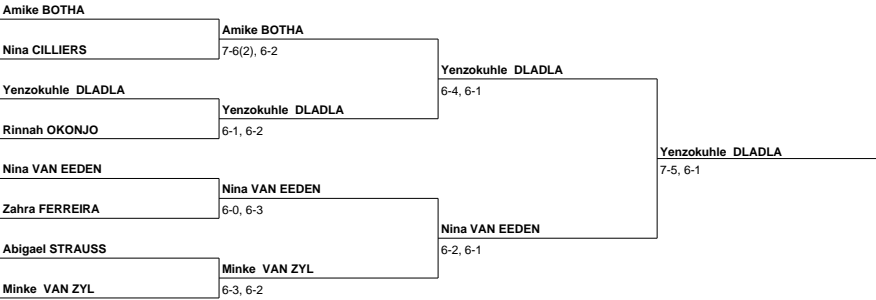 Amike BOTHA
Amike BOTHA
Nina CILLIERS
7-6(2), 6-2
Yenzokuhle DLADLA
Yenzokuhle DLADLA
6-4, 6-1
Yenzokuhle DLADLA
Rinnah OKONJO
6-1, 6-2
Yenzokuhle DLADLA
Nina VAN EEDEN
7-5, 6-1
Nina VAN EEDEN
Zahra FERREIRA
6-0, 6-3
Nina VAN EEDEN
Abigael STRAUSS
6-2, 6-1
Minke VAN ZYL
Minke VAN ZYL
6-3, 6-2